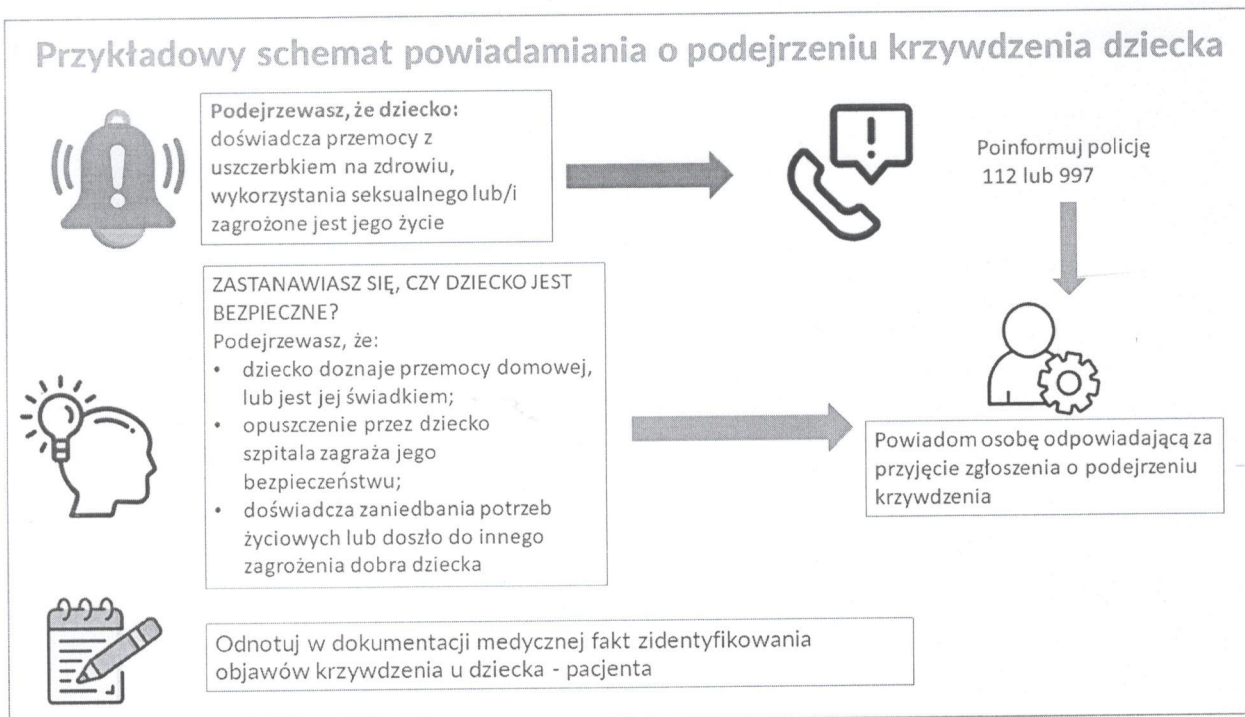 Przykładowy schemat powiadamiania o podejrzeniu krzywdzenia dziecka
Podejrzewasz, że dziecko:
doświadcza przemocy z
uszczerbkiem na zdrowiu,
wykorzystania seksualnego lub/i
zagrożone jest jego życie
Poinformuj policję
112 lub 997
ZASTANAWIASZ SIĘ, CZY DZIECKO JEST
BEZPIECZNE?
Podejrzewasz, że:
• dziecko doznaje przemocy domowej,
lub jest jej świadkiem;
• opuszczenie przez dziecko
szpitala zagraża jego
bezpieczeństwu;
• doświadcza zaniedbania potrzeb
życiowych lub doszło do innego
zagrożenia dobra dziecka
Powiadom osobę odpowiadającą za
przyjęcie zgłoszenia o podejrzeniu
krzywdzenia
Odnotuj w dokumentacji medycznej fakt zidentyfikowania
objawów krzywdzenia u dziecka - pacjenta